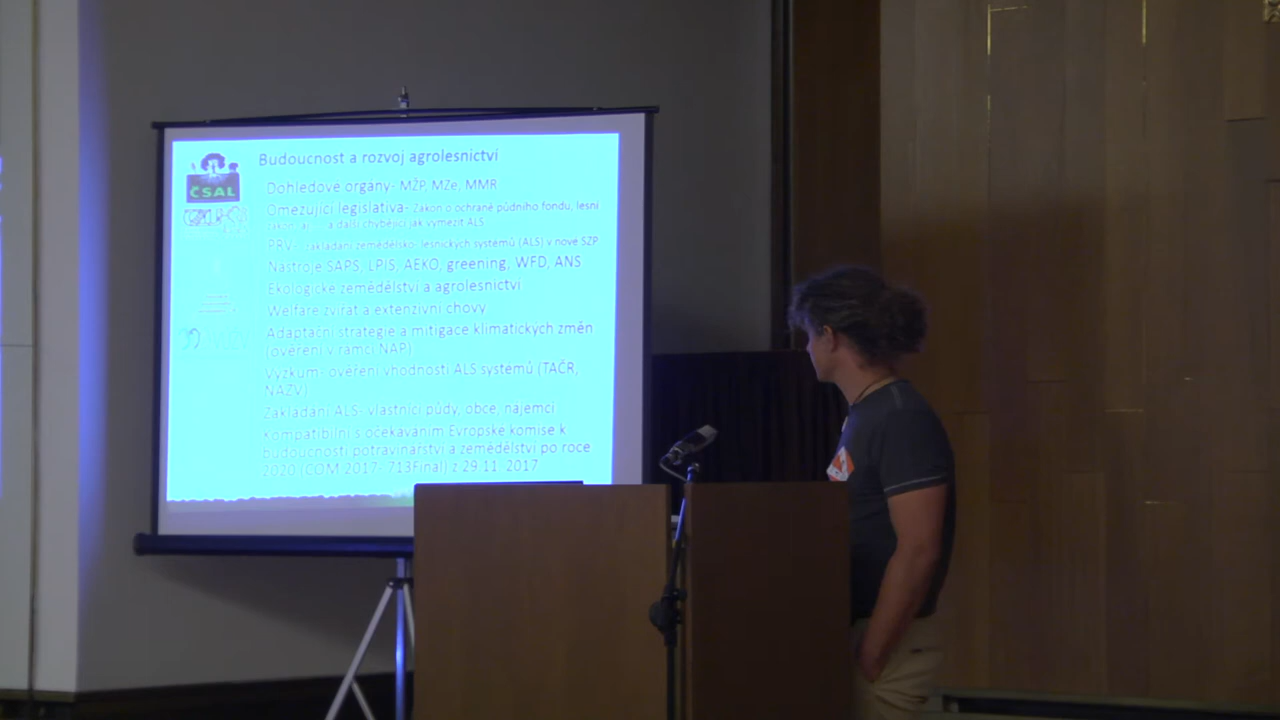 Budoucnost a rozvoj agrolesnictví
ČSAL
Dohledové orgány- MŽP, MZe, MMR
Omezující legislativa- Zákon o ochraně půdního fondu, lesní
zákon, aj. ... a další chybějící jak vymezit ALS
PRV- zakládání zemědělsko- lesnických systémů (ALS) v nové SZP.
Nástroje SAPS, LPIS, AEKO, greening, WFD, ANS
Ekologické zemědělství a agrolesnictví
Welfare zvířat a extenzivní chovy
Adaptační strategie a mitigace klimatických změn
(ověření v rámci NAP)
Výzkum- ověření vhodnosti ALS systémů (TAČR,
NAZV)
Zakládání ALS- vlastníci půdy, obce, nájemci
Kompatibilní s očekáváním Evropské komise k
budoucnosti potravinářství a zemědělství po roce
2020 (COM 2017- 713Final) z 29.11. 2017